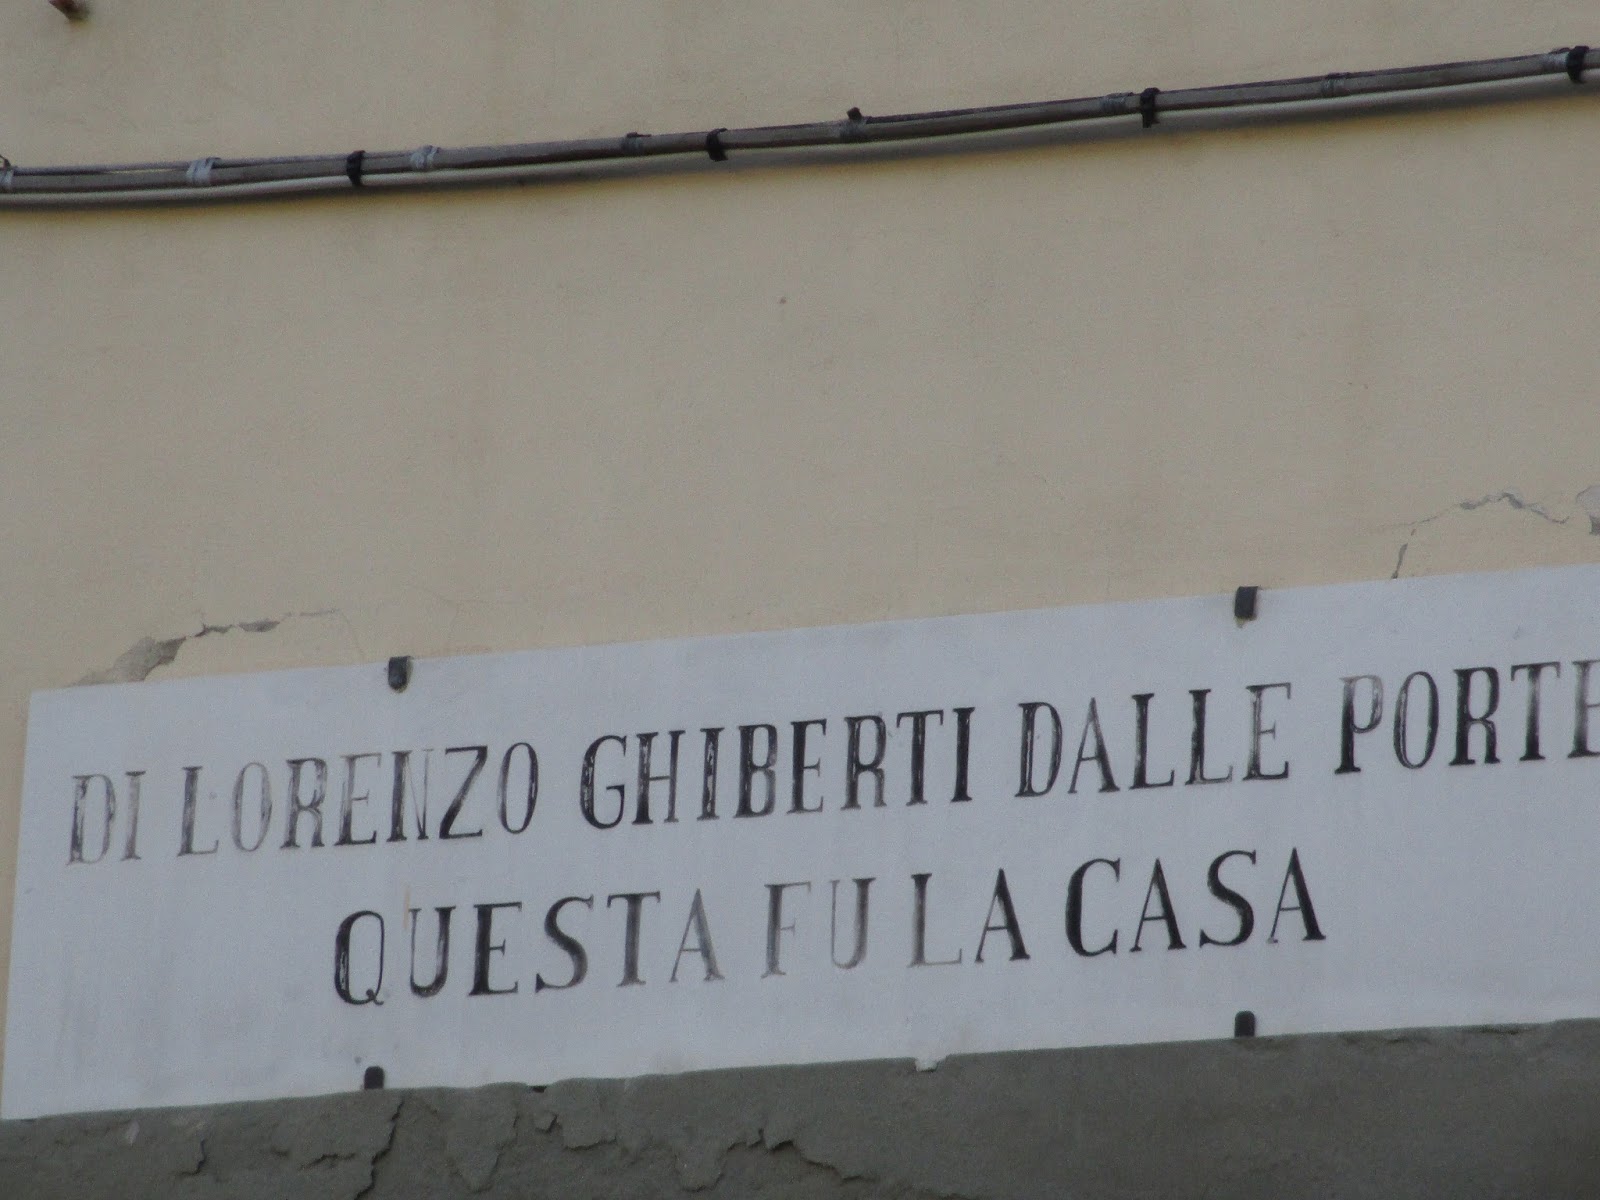 DI LORENZO GHIBERTI DALLE PORTE
QUESTA FU LA CASA